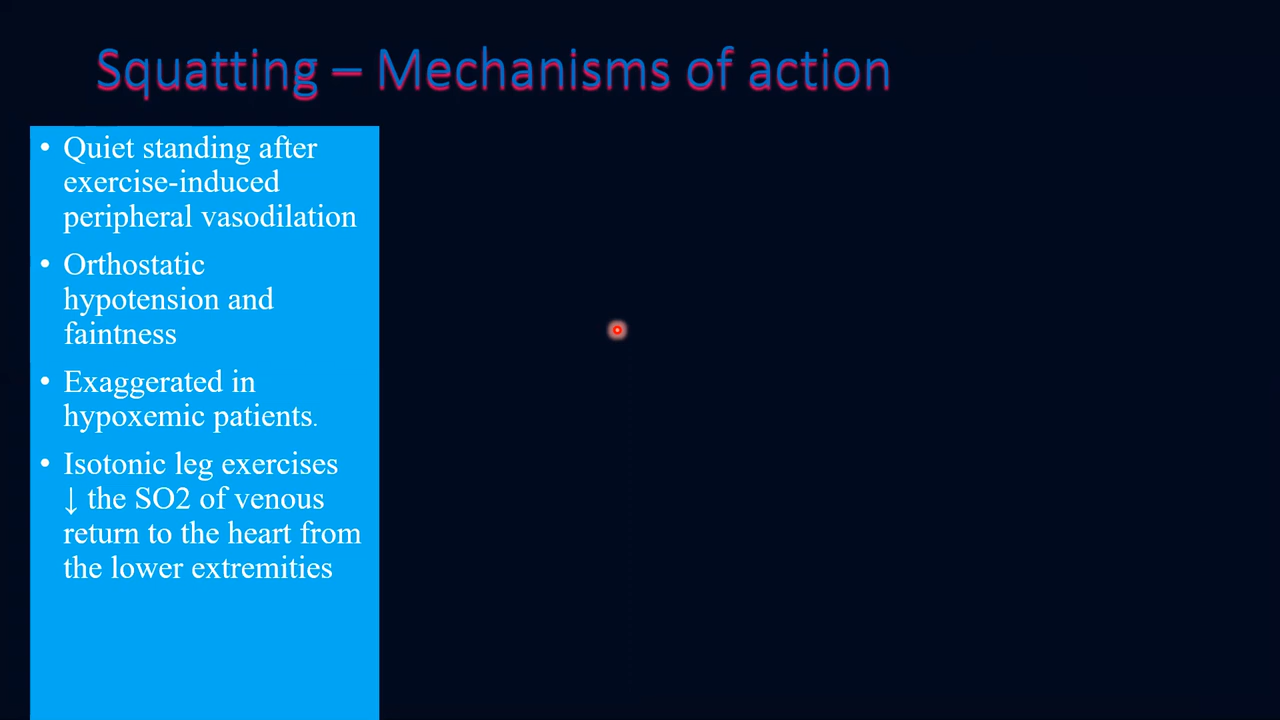 Squatting – Mechanisms of action
• Quiet standing after
exercise-induced
peripheral vasodilation
• Orthostatic
hypotension and
faintness
• Exaggerated in
hypoxemic patients.
• Isotonic leg exercises
↓ the SO2 of venous
return to the heart from
the lower extremities